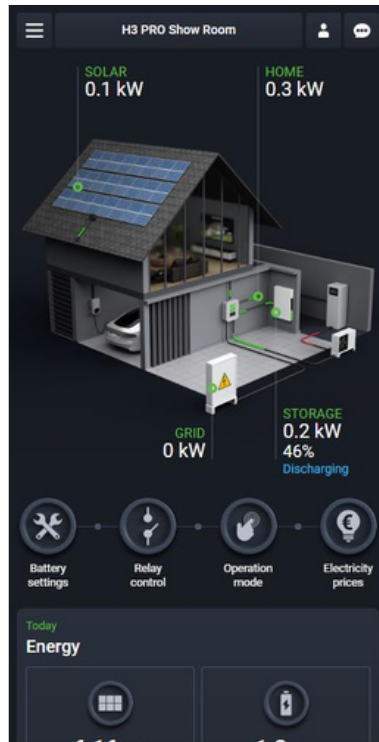 H3 PRO Show Room
SOLAR
0.1 kW
HOME
0.3 kW
GRID
0 kW
STORAGE
0.2 kW
46%
Discharging
Battery
settings
Relay
control
Operation
mode
Electricity
prices
Today
Energy